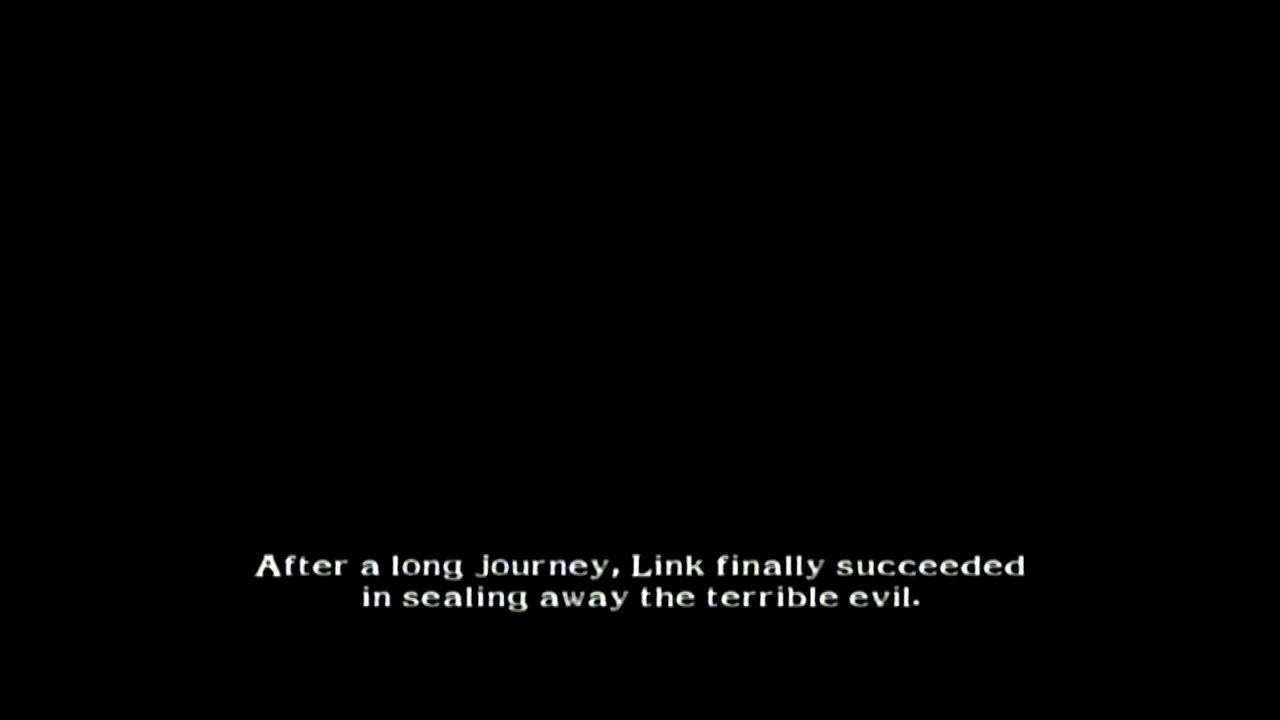 After a long journey, Link finally succeeded
in sealing away the terrible evil.